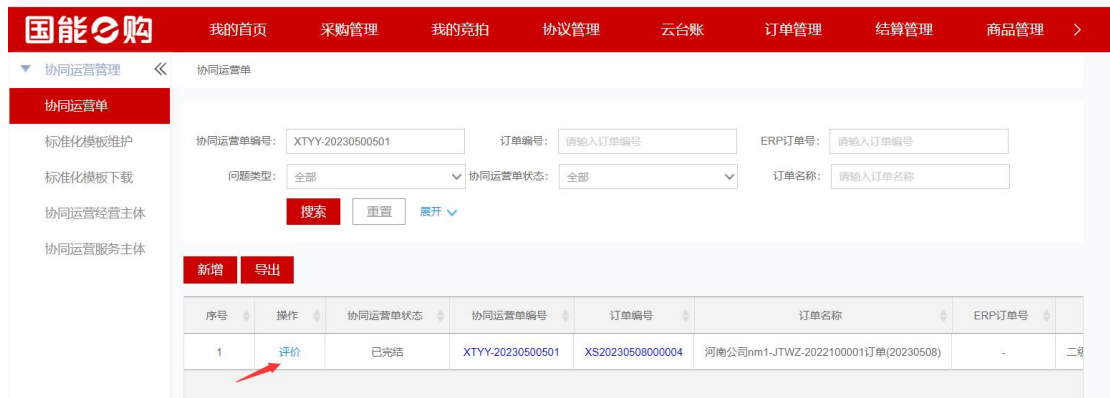 国能e购 我的首页 采购管理 我的竞拍 协议管理 云台账 订单管理 结算管理 商品管理
协同运营管理 协同运营单
协同运营单
标准化模板维护
标准化模板下载
协同运营经营主体
协同运营服务主体
协同运营单编号: XTYY-20230500501 订单编号: 请输入订单编号 ERP订单号: 请输入订单编号
问题类型: 全部 协同运营单状态: 全部 订单名称: 请输入订单名称
搜索 重置 展开
新增 导出
序号 操作 协同运营单状态 协同运营单编号 订单编号 订单名称 ERP订单号
1 评价 已完结 XTYY-20230500501 XS20230508000004 河南公司nm1-JTWZ-2022100001订单(20230508) - 二级